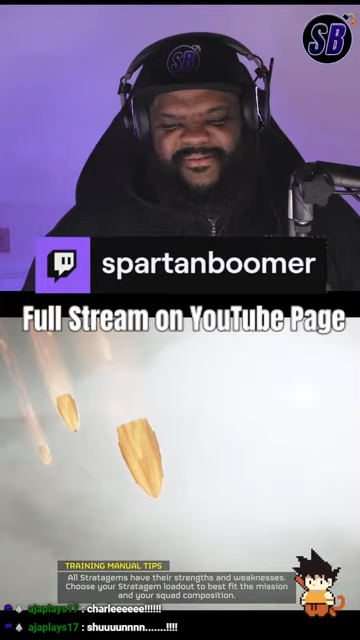 SB
SB
spartanboomer
Full Stream on YouTube Page
TRAINING MANUAL TIPS
All Stratagems have their strengths and weaknesses.
Choose your Stratagem loadout to best fit the mission
and your squad composition.
ajaplays17 : charleeeeee!!!!!!
ajaplays17 : shuuuunnnn.......!!!!